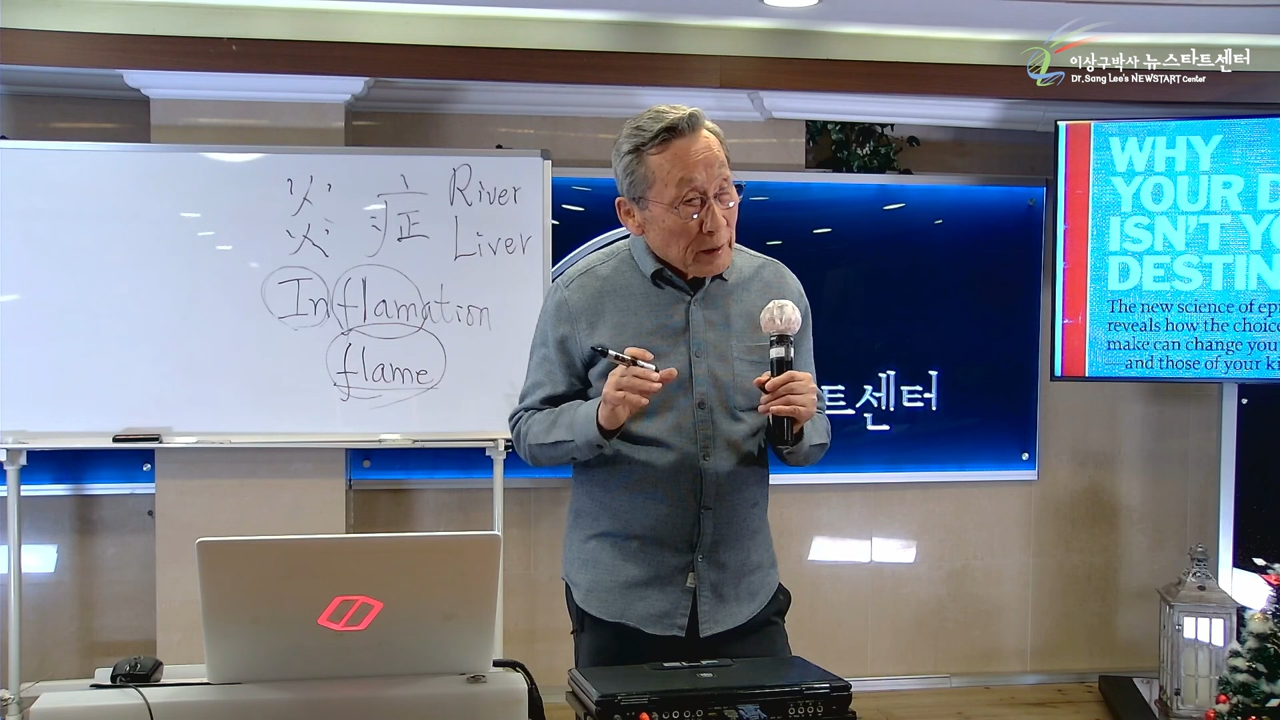 이상구박사 뉴스타트센터
Dr. Sang Lee's NEWSTART Center
炎症 River
Liver
Inflamation
flame
트센터
WHY
YOUR D
ISN'T YO
DESTIN
The new science of ep
reveals how the choic
make can change you
and those of your ki